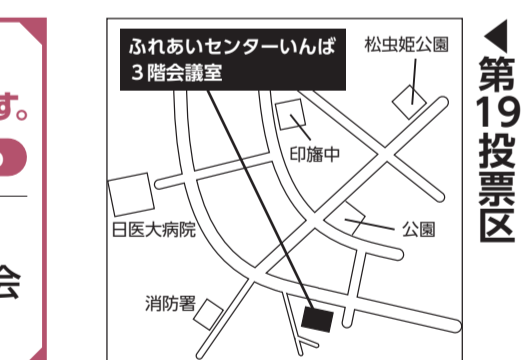 ◀第19投票区
ふれあいセンターいんば
３階会議室
松虫姫公園
印旛中
日医大病院
公園
消防署
す。
会